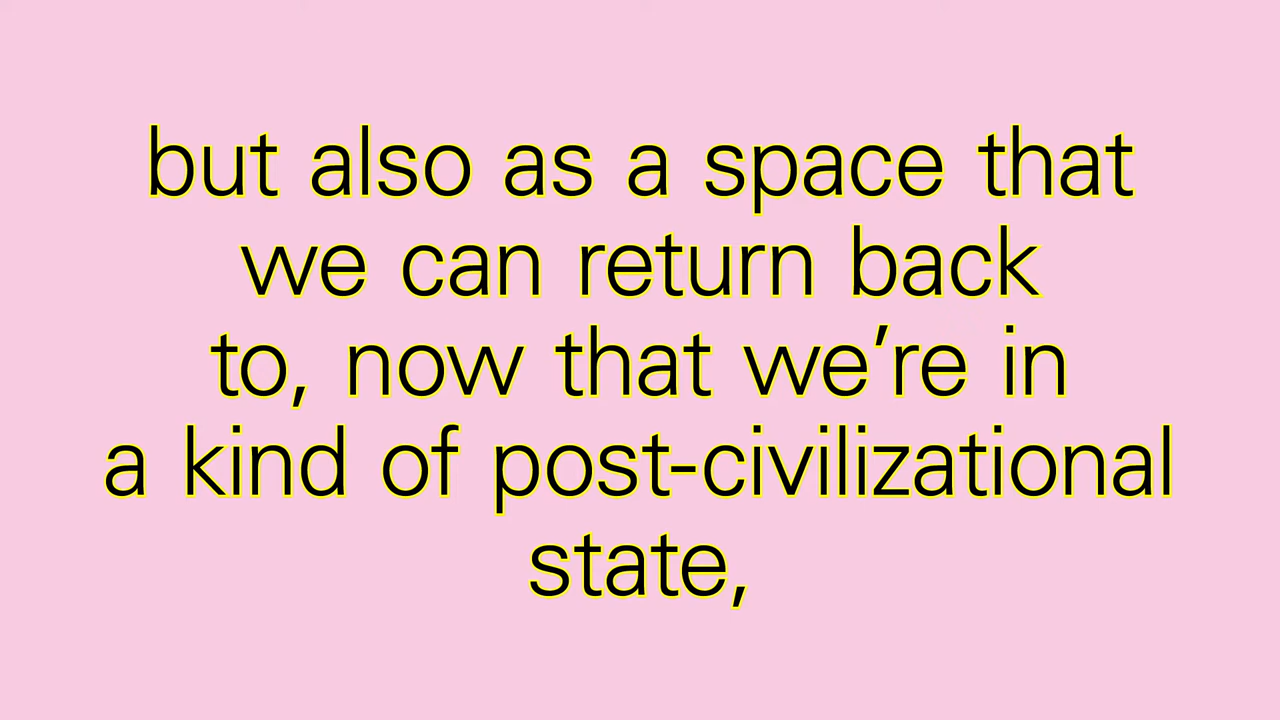 but also as a space that
we can return back
to, now that we’re in
a kind of post-civilizational
state,